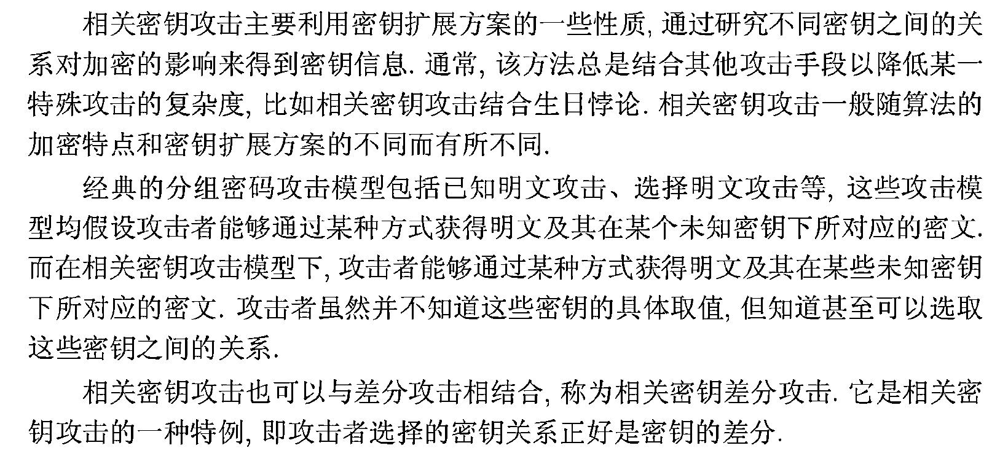 相关密钥攻击主要利用密钥扩展方案的一些性质, 通过研究不同密钥之间的关
系对加密的影响来得到密钥信息. 通常, 该方法总是结合其他攻击手段以降低某一
特殊攻击的复杂度, 比如相关密钥攻击结合生日悖论. 相关密钥攻击一般随算法的
加密特点和密钥扩展方案的不同而有所不同.
经典的分组密码攻击模型包括已知明文攻击、选择明文攻击等, 这些攻击模
型均假设攻击者能够通过某种方式获得明文及其在某个未知密钥下所对应的密文.
而在相关密钥攻击模型下, 攻击者能够通过某种方式获得明文及其在某些未知密钥
下所对应的密文. 攻击者虽然并不知道这些密钥的具体取值, 但知道甚至可以选取
这些密钥之间的关系.
相关密钥攻击也可以与差分攻击相结合, 称为相关密钥差分攻击. 它是相关密
钥攻击的一种特例, 即攻击者选择的密钥关系正好是密钥的差分.